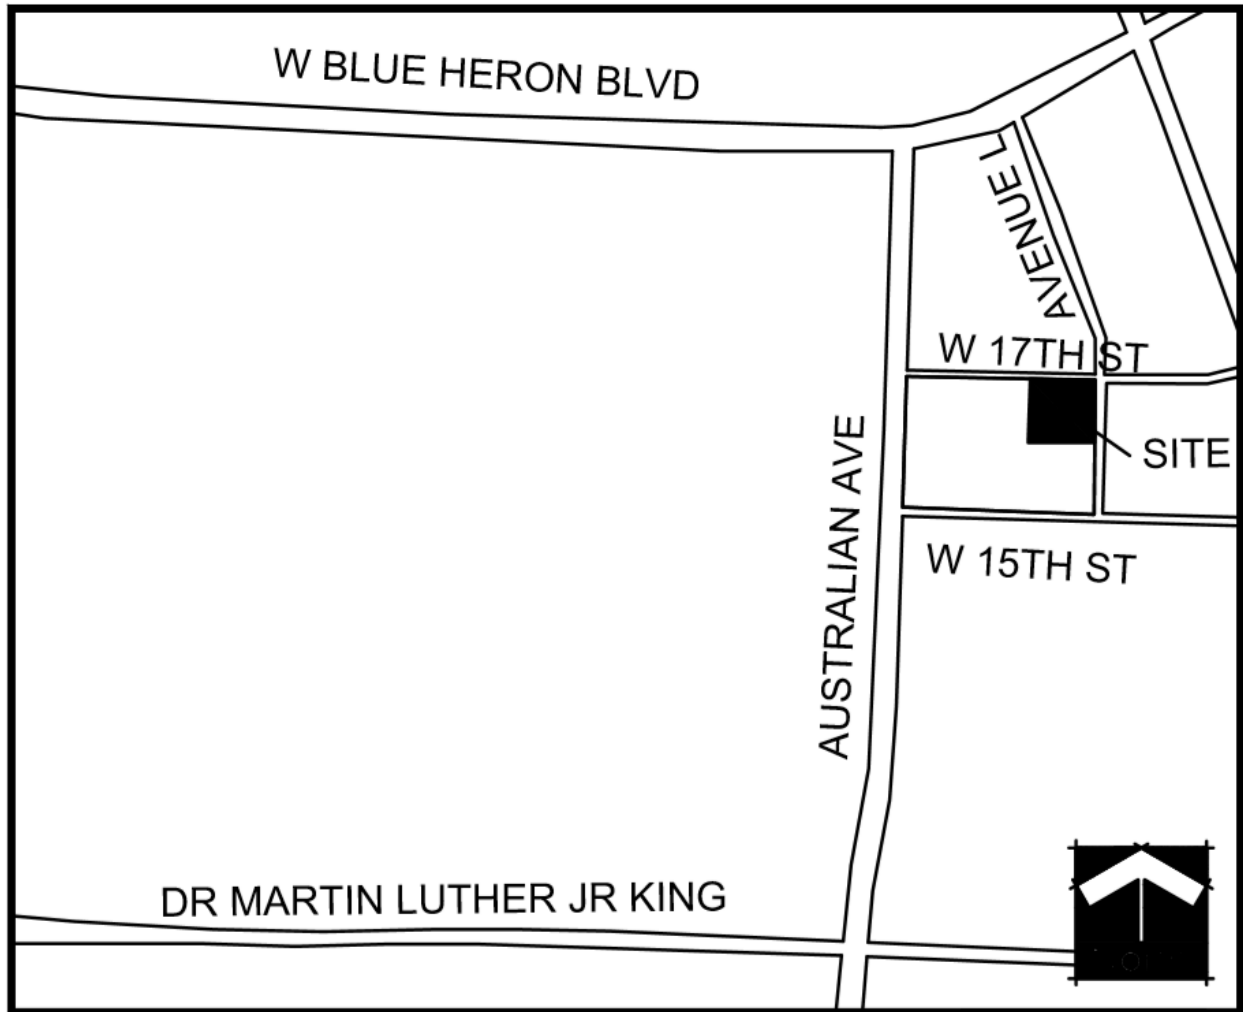 W BLUE HERON BLVD
AVENUE L
W 17TH ST
AUSTRALIAN AVE
SITE
W 15TH ST
DR MARTIN LUTHER JR KING